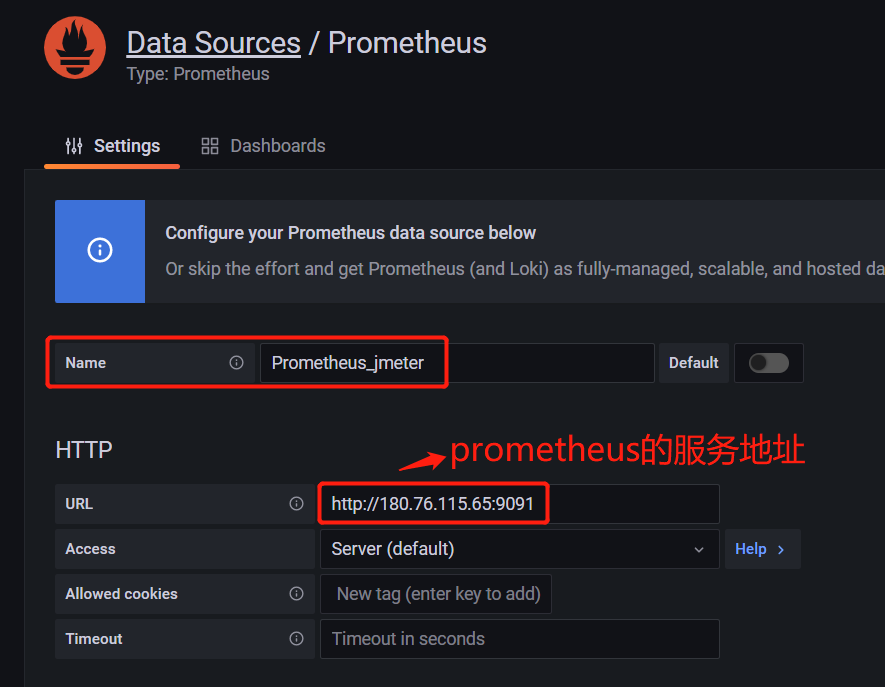 Data Sources / Prometheus
Type: Prometheus
Settings Dashboards
Configure your Prometheus data source below
Or skip the effort and get Prometheus (and Loki) as fully-managed, scalable, and hosted da
Name Prometheus_jmeter Default
HTTP prometheus的服务地址
URL http://180.76.115.65:9091
Access Server (default) Help >
Allowed cookies New tag (enter key to add)
Timeout Timeout in seconds